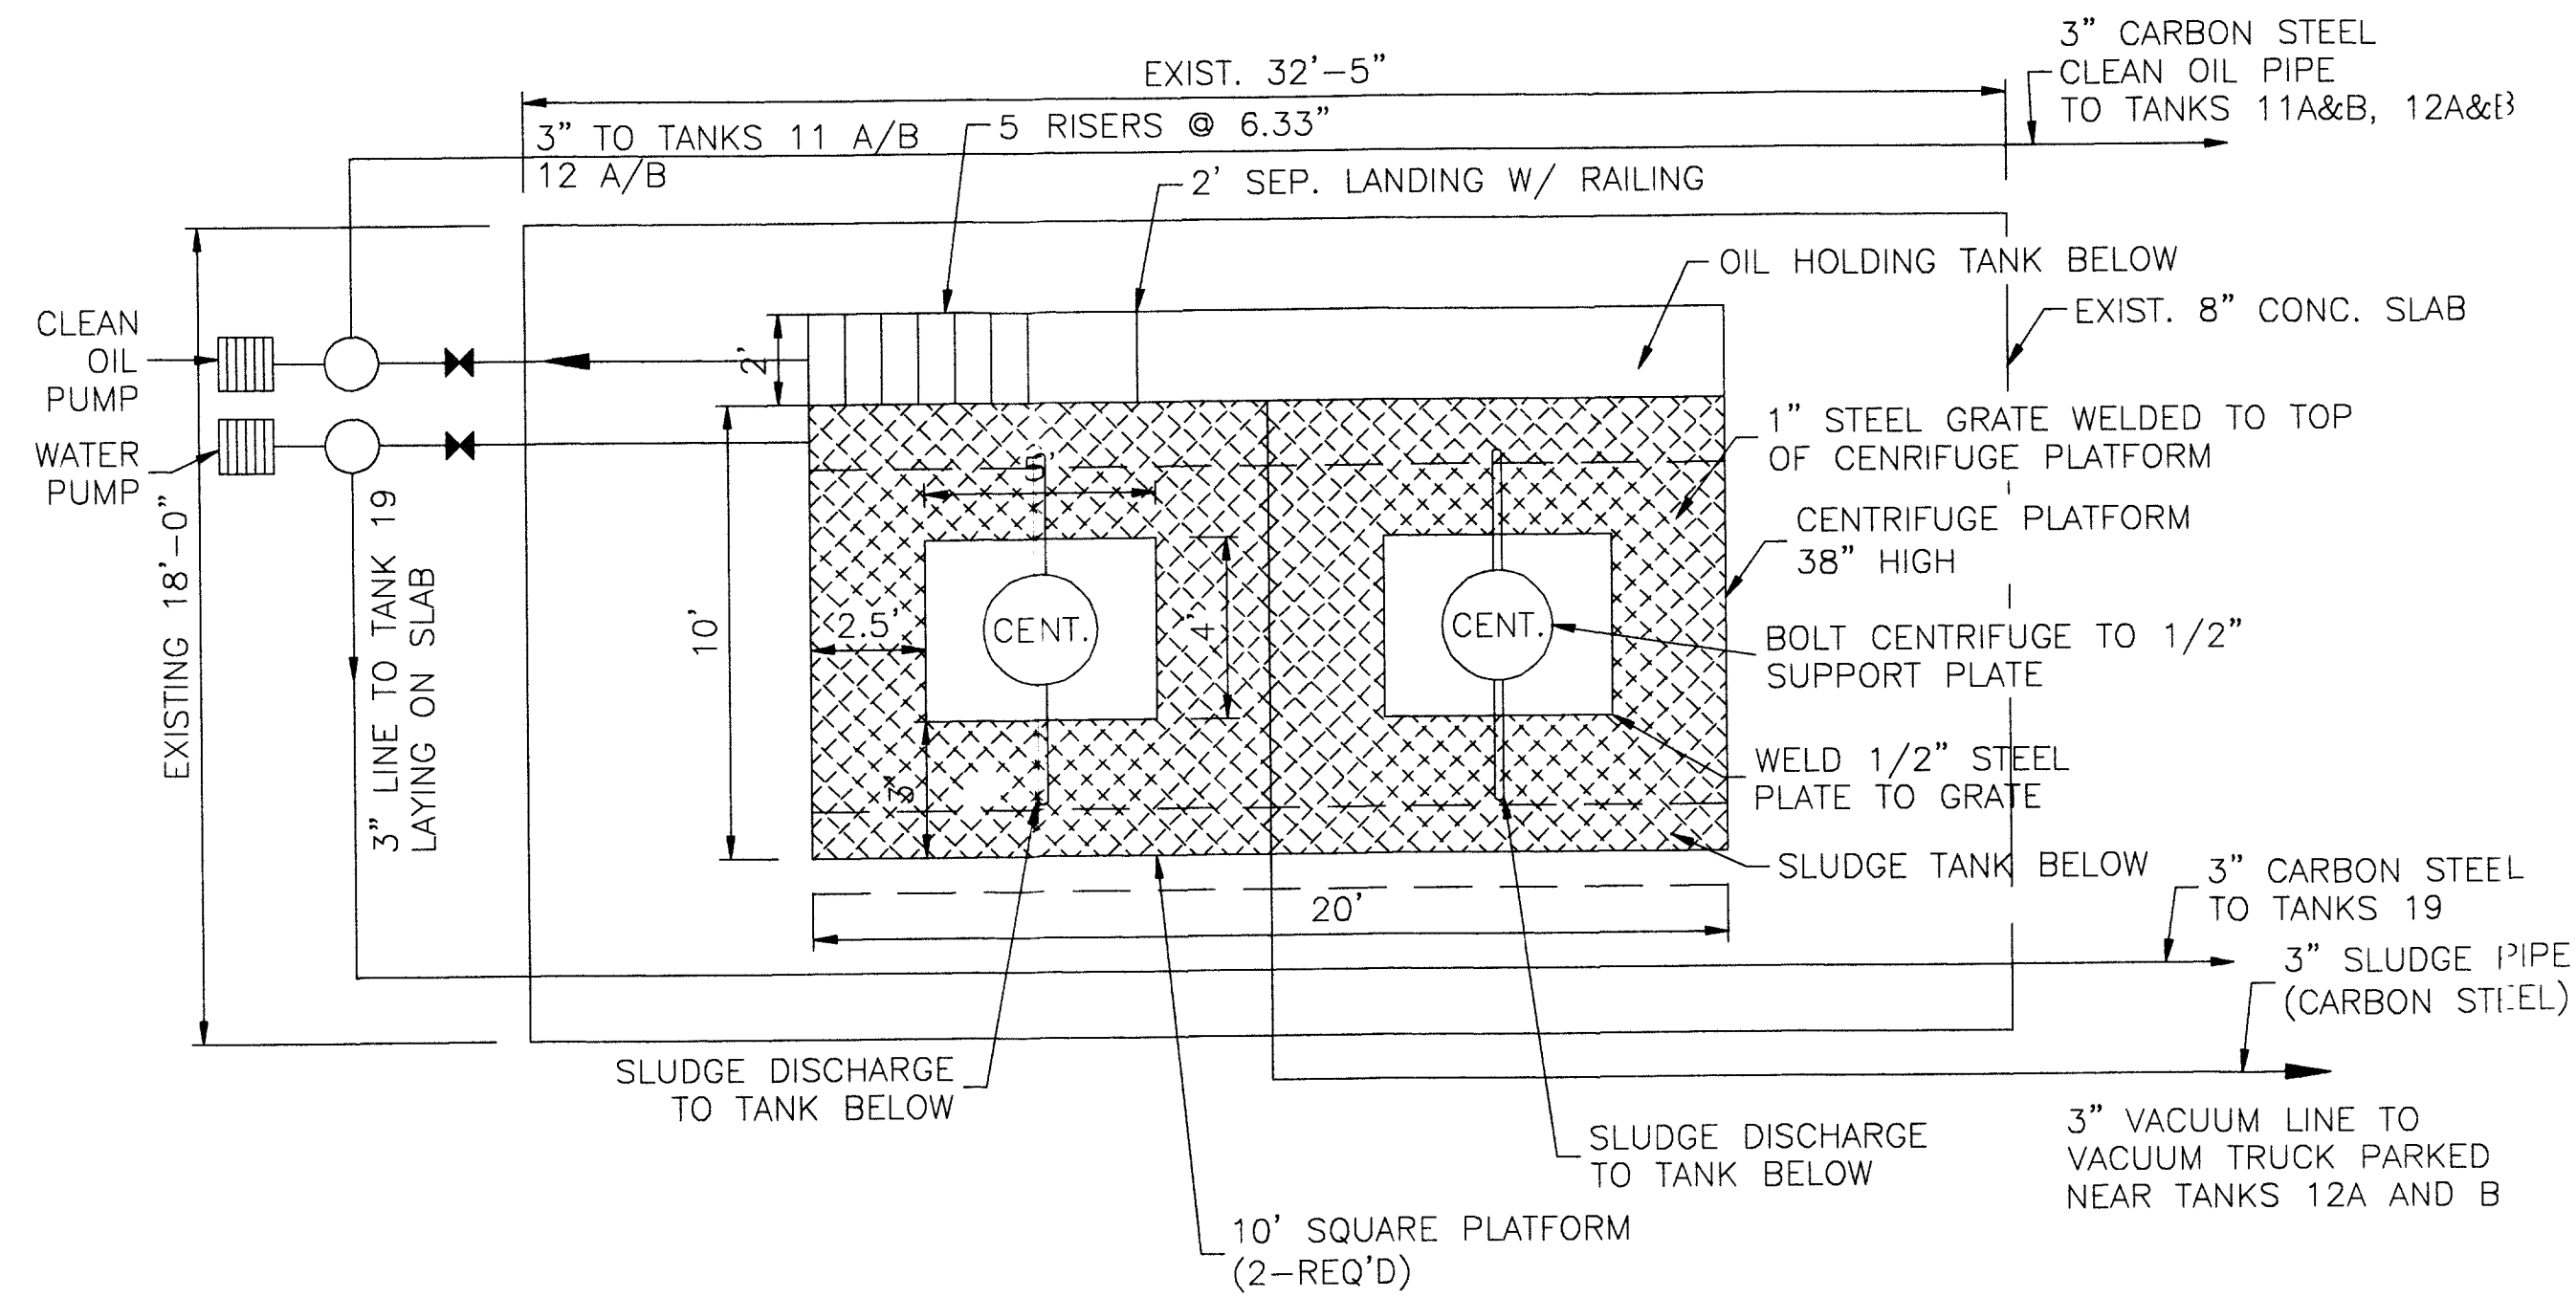 3” CARBON STEEL
CLEAN OIL PIPE
TO TANKS 11A&B, 12A&B
EXIST. 32'-5”
3” TO TANKS 11 A/B
12 A/B
5 RISERS @ 6.33”
2' SEP. LANDING W/ RAILING
OIL HOLDING TANK BELOW
EXIST. 8” CONC. SLAB
CLEAN
OIL
PUMP
WATER
PUMP
2'
1” STEEL GRATE WELDED TO TOP
OF CENRIFUGE PLATFORM
CENTRIFUGE PLATFORM
38” HIGH
EXISTING 18'-0”
3” LINE TO TANK 19
LAYING ON SLAB
10'
2.5'
4'
3'
CENT.
CENT.
BOLT CENTRIFUGE TO 1/2”
SUPPORT PLATE
WELD 1/2” STEEL
PLATE TO GRATE
SLUDGE TANK BELOW
20'
3” CARBON STEEL
TO TANKS 19
3” SLUDGE PIPE
(CARBON STEEL)
SLUDGE DISCHARGE
TO TANK BELOW
SLUDGE DISCHARGE
TO TANK BELOW
3” VACUUM LINE TO
VACUUM TRUCK PARKED
NEAR TANKS 12A AND B
10' SQUARE PLATFORM
(2-REQ'D)